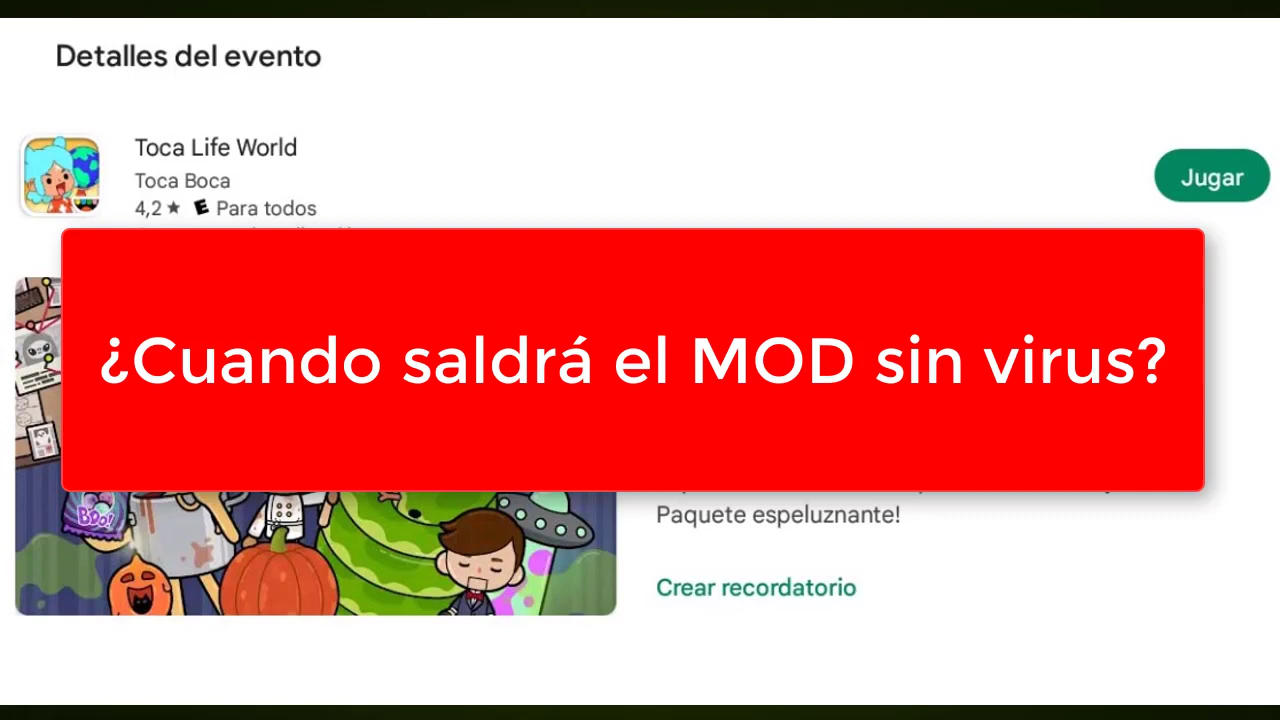 Detalles del evento
Toca Life World
Toca Boca
4,2 ★ E Para todos
Jugar
¿Cuando saldrá el MOD sin virus?
BOO!
Paquete espeluznante!
Crear recordatorio